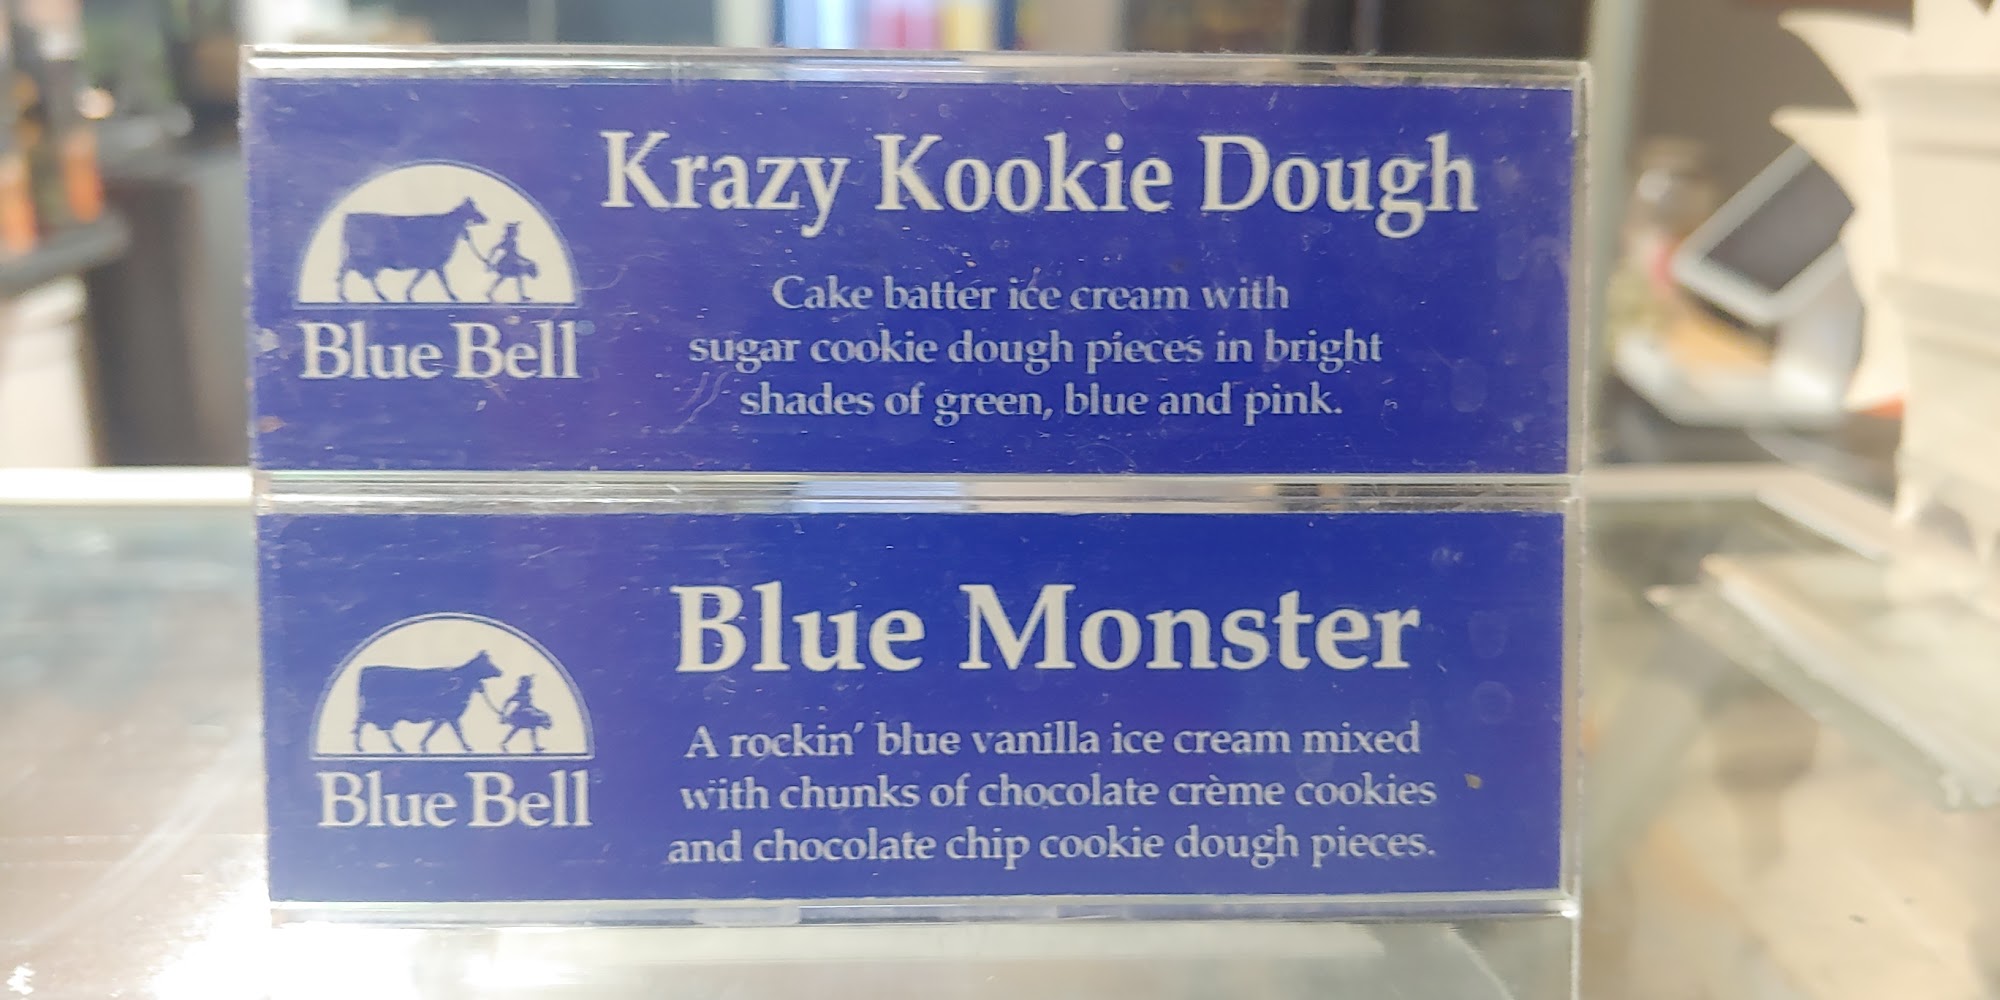 Krazy Kookie Dough
Cake batter ice cream with
sugar cookie dough pieces in bright
shades of green, blue and pink.
Blue Bell
Blue Monster
A rockin' blue vanilla ice cream mixed
with chunks of chocolate crème cookies
and chocolate chip cookie dough pieces.
Blue Bell